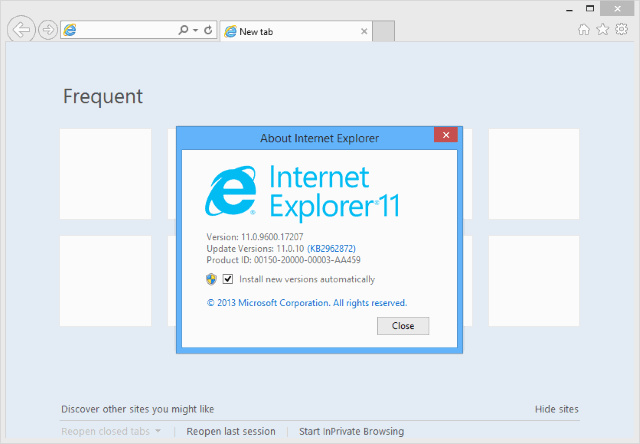 New tab
Frequent
About Internet Explorer
Internet
Explorer®11
Version: 11.0.9600.17207
Update Versions: 11.0.10 (KB2962872)
Product ID: 00150-20000-00003-AA459
Install new versions automatically
© 2013 Microsoft Corporation. All rights reserved.
Close
Discover other sites you might like
Hide sites
Reopen closed tabs
Reopen last session
Start InPrivate Browsing